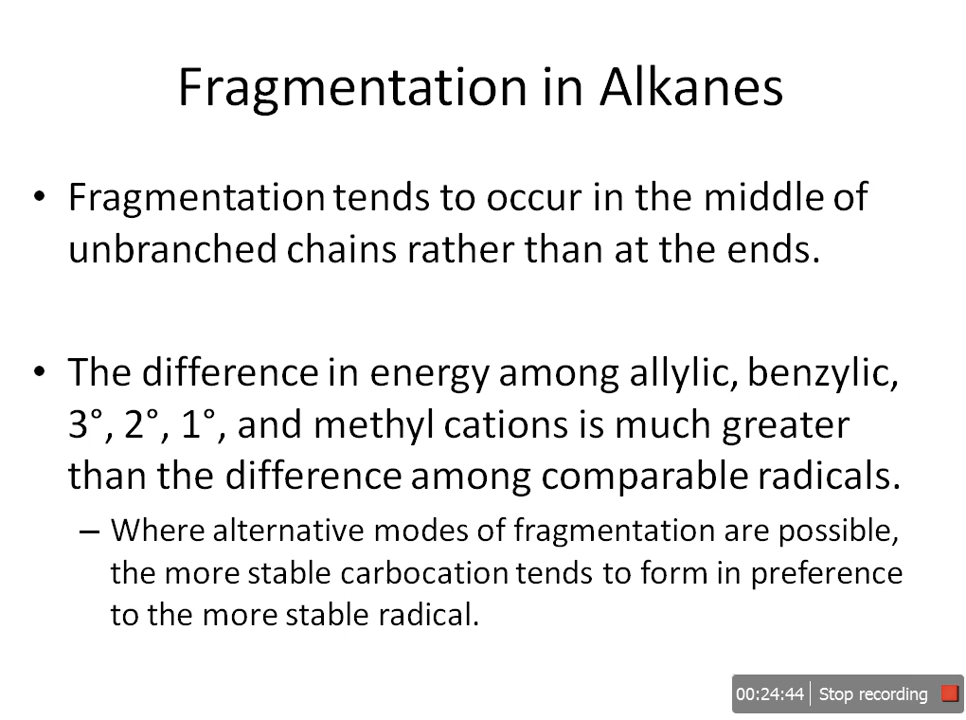 Fragmentation in Alkanes
• Fragmentation tends to occur in the middle of
unbranched chains rather than at the ends.
• The difference in energy among allylic, benzylic,
3°, 2°, 1°, and methyl cations is much greater
than the difference among comparable radicals.
– Where alternative modes of fragmentation are possible,
the more stable carbocation tends to form in preference
to the more stable radical.
00:24:44 Stop recording